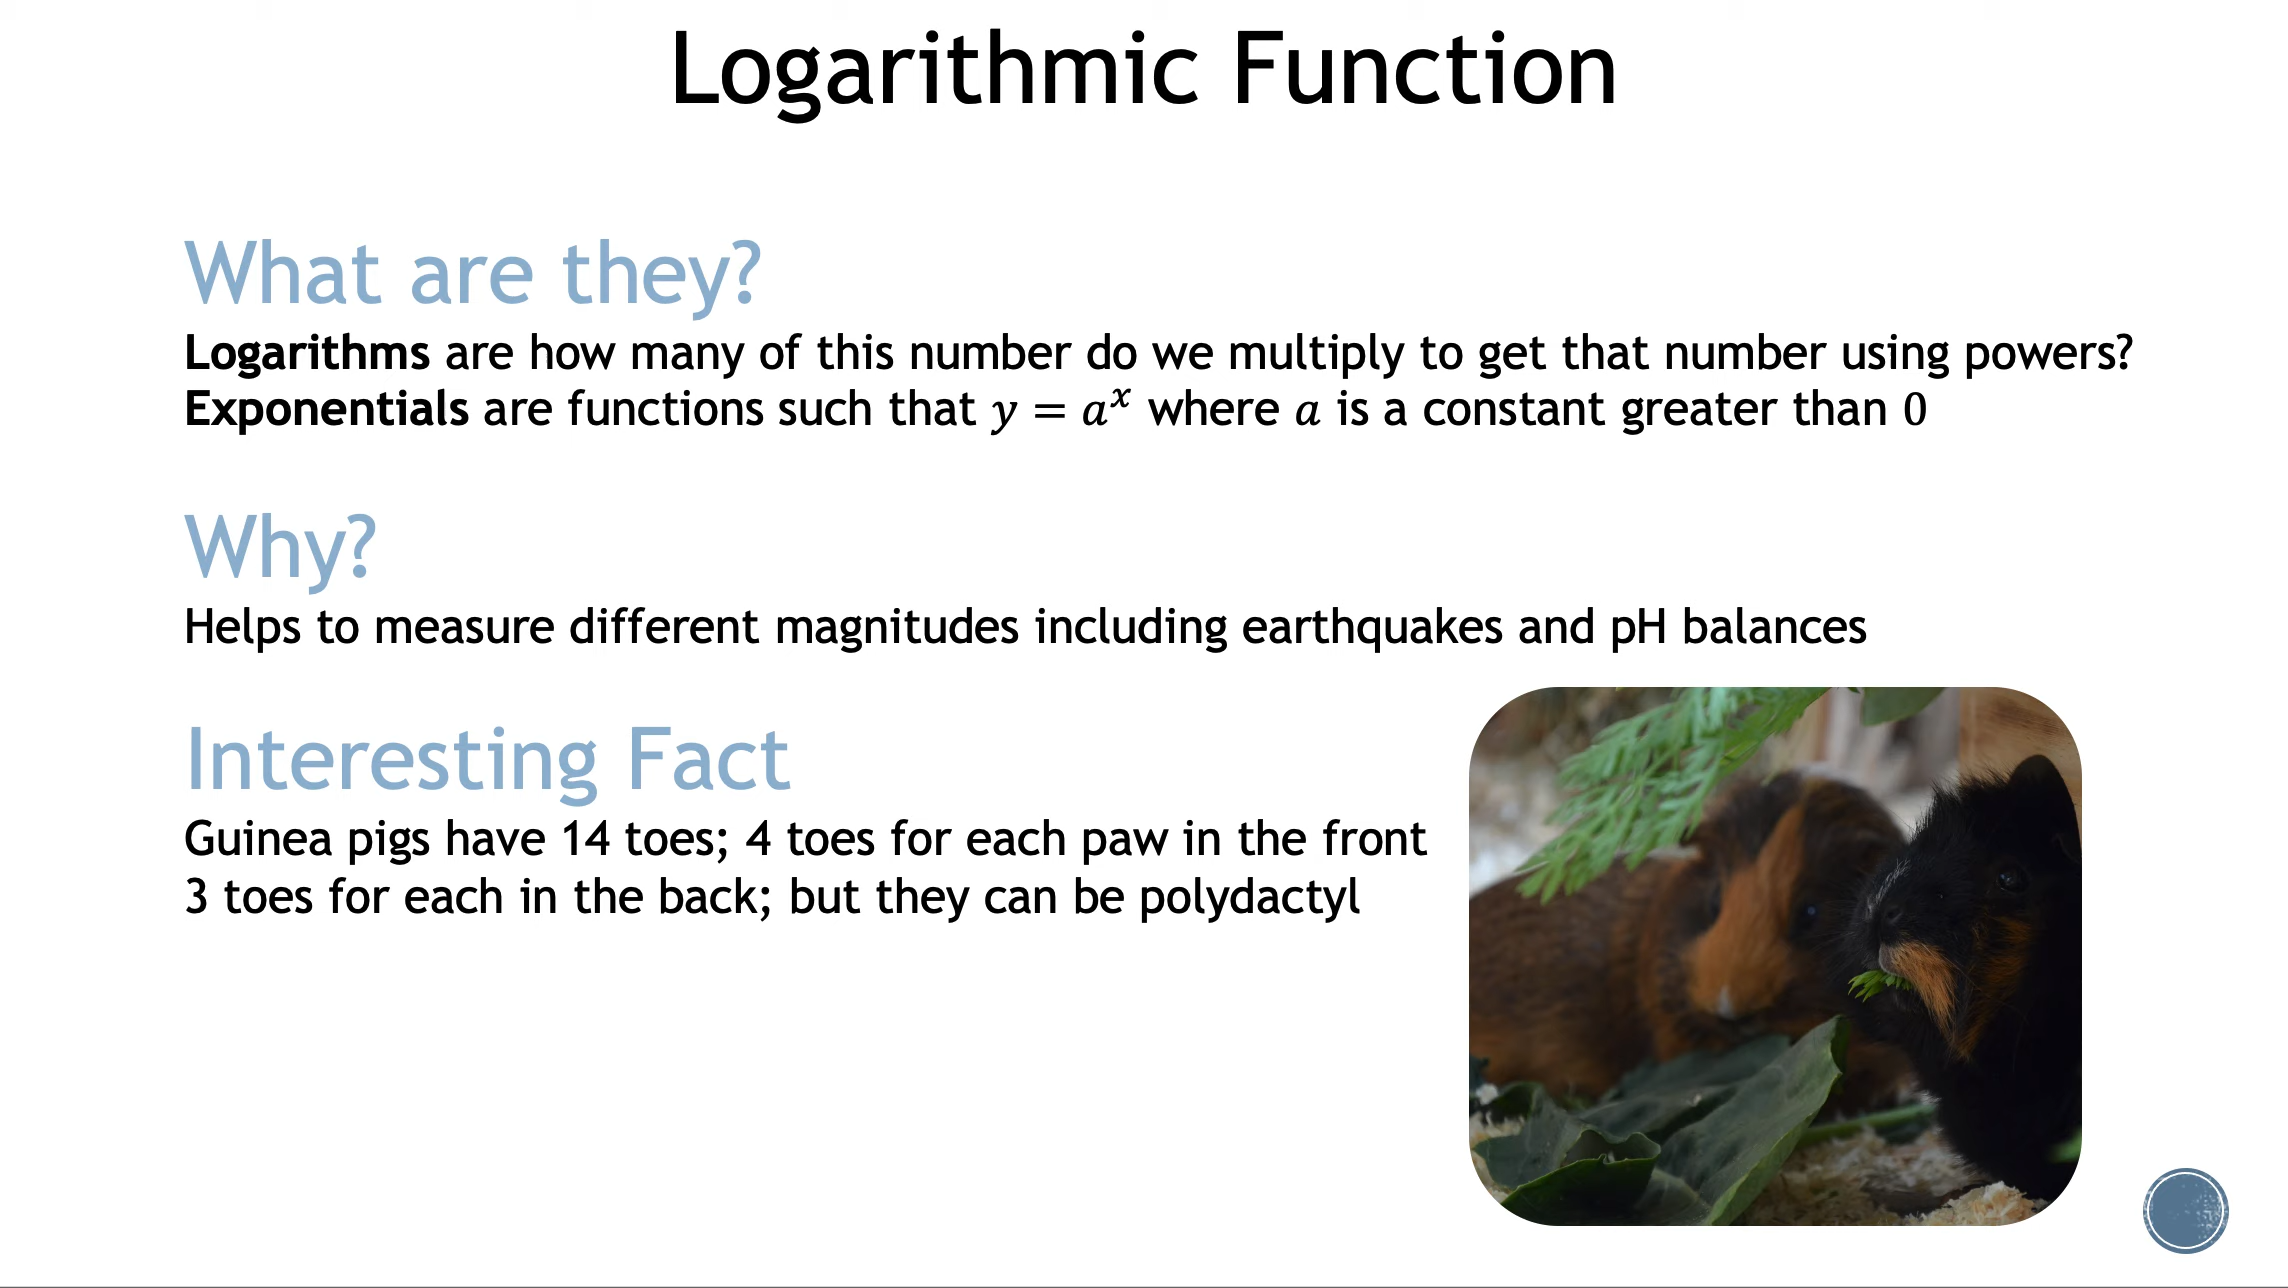 Logarithmic Function
What are they?
Logarithms are how many of this number do we multiply to get that number using powers?
Exponentials are functions such that y = aˣ where a is a constant greater than 0
Why?
Helps to measure different magnitudes including earthquakes and pH balances
Interesting Fact
Guinea pigs have 14 toes; 4 toes for each paw in the front
3 toes for each in the back; but they can be polydactyl